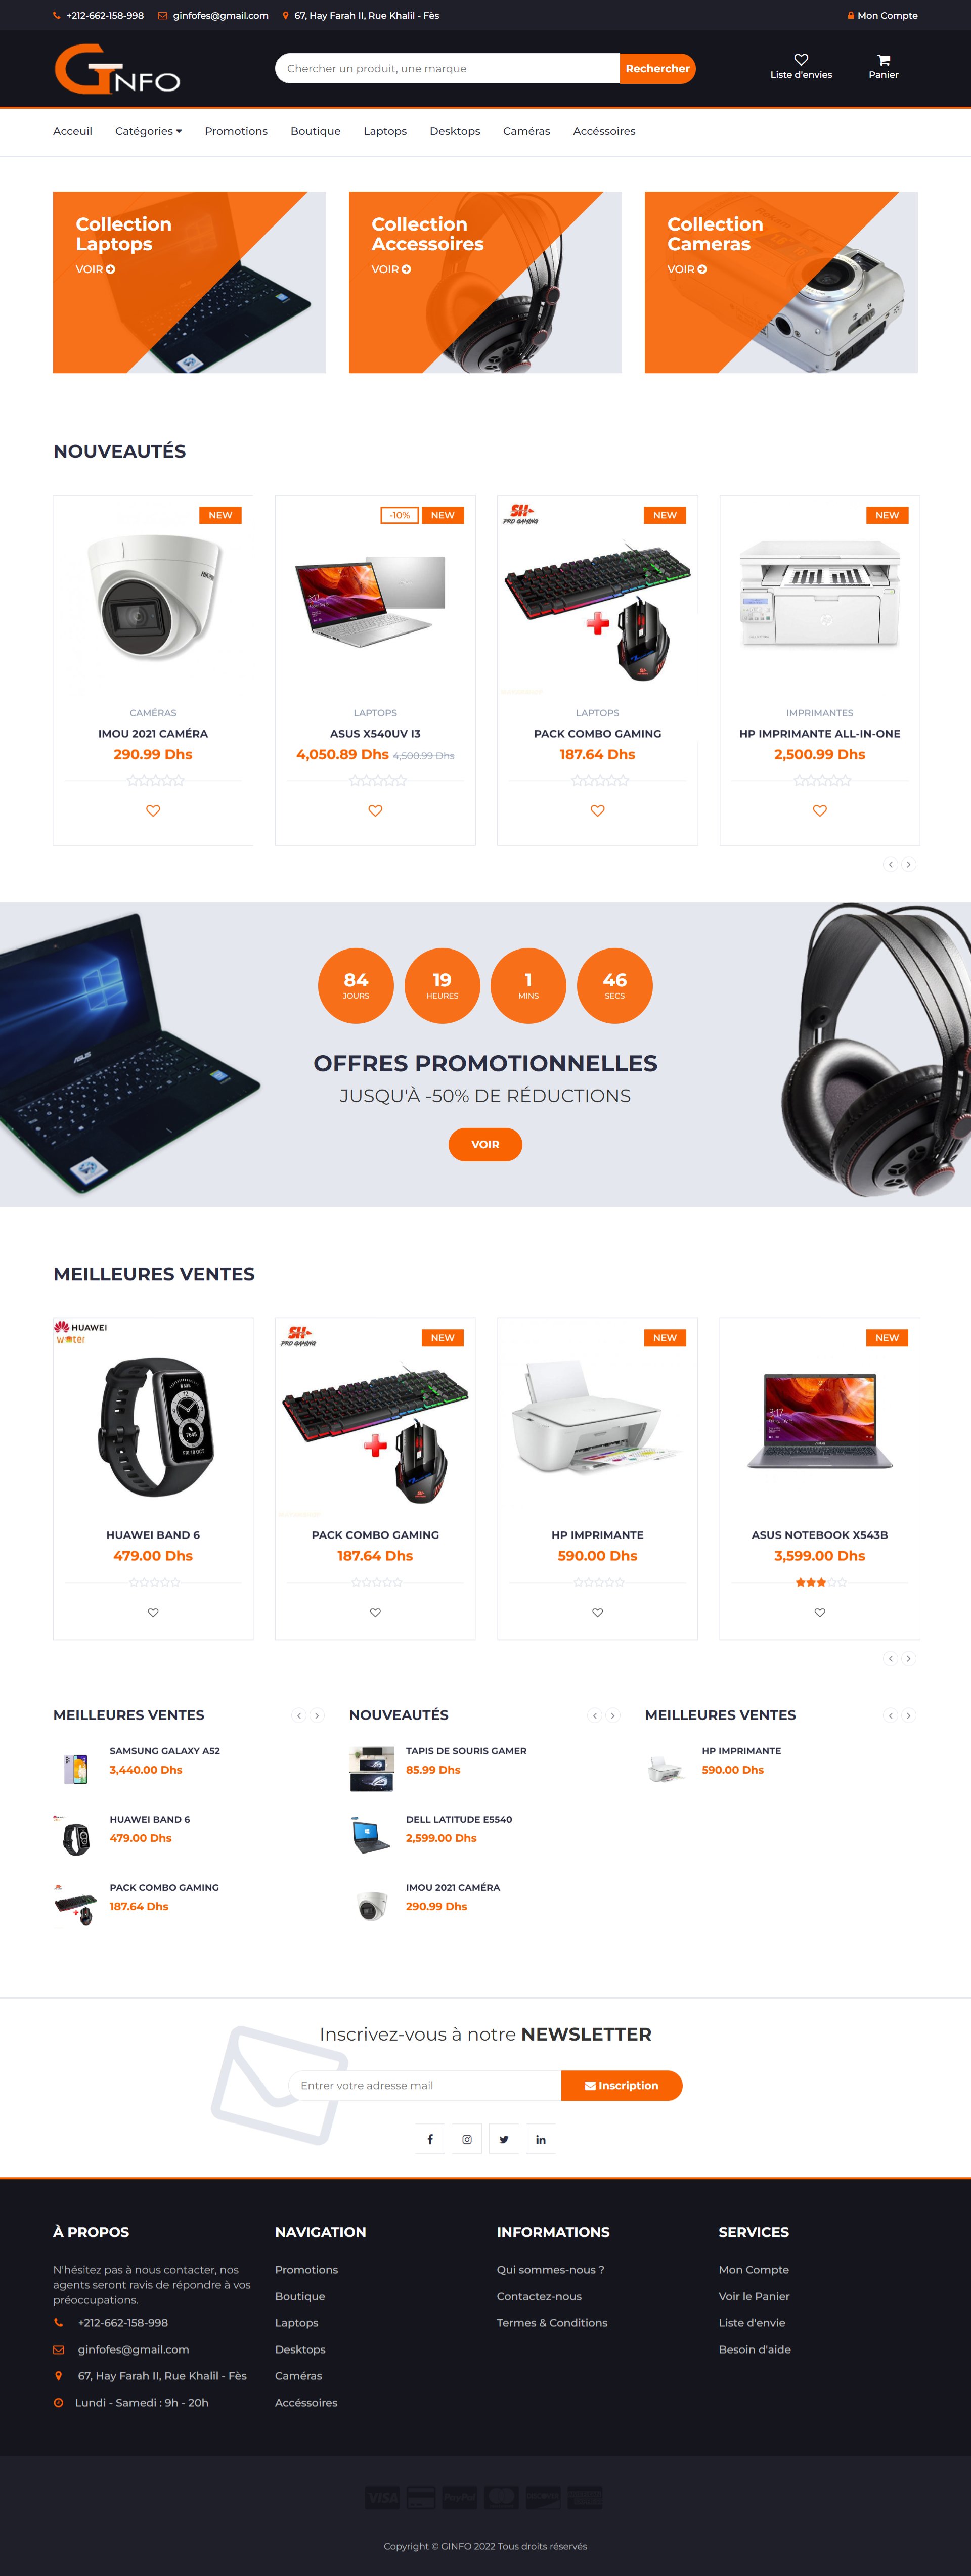 +212-662-158-998 ginfofes@gmail.com 67, Hay Farah II, Rue Khalil - Fès Mon Compte
GINFO
Chercher un produit, une marque Rechercher Liste d'envies Panier
Acceuil Catégories Promotions Boutique Laptops Desktops Caméras Accéssoires
Collection
Laptops
VOIR
Collection
Accessoires
VOIR
Collection
Cameras
VOIR
NOUVEAUTÉS
NEW
CAMÉRAS
IMOU 2021 CAMÉRA
290.99 Dhs
-10% NEW
LAPTOPS
ASUS X540UV I3
4,050.89 Dhs 4,500.99 Dhs
SH
PRO GAMING
NEW
LAPTOPS
PACK COMBO GAMING
187.64 Dhs
NEW
IMPRIMANTES
HP IMPRIMANTE ALL-IN-ONE
2,500.99 Dhs
84 JOURS
19 HEURES
1 MINS
46 SECS
OFFRES PROMOTIONNELLES
JUSQU'À -50% DE RÉDUCTIONS
VOIR
MEILLEURES VENTES
HUAWEI
HUAWEI BAND 6
479.00 Dhs
SH
PRO GAMING
NEW
PACK COMBO GAMING
187.64 Dhs
NEW
HP IMPRIMANTE
590.00 Dhs
NEW
ASUS NOTEBOOK X543B
3,599.00 Dhs
MEILLEURES VENTES
SAMSUNG GALAXY A52
3,440.00 Dhs
HUAWEI BAND 6
479.00 Dhs
PACK COMBO GAMING
187.64 Dhs
NOUVEAUTÉS
TAPIS DE SOURIS GAMER
85.99 Dhs
DELL LATITUDE E5540
2,599.00 Dhs
IMOU 2021 CAMÉRA
290.99 Dhs
MEILLEURES VENTES
HP IMPRIMANTE
590.00 Dhs
Inscrivez-vous à notre NEWSLETTER
Entrer votre adresse mail Inscription
À PROPOS
N'hésitez pas à nous contacter, nos
agents seront ravis de répondre à vos
préoccupations.
+212-662-158-998
ginfofes@gmail.com
67, Hay Farah II, Rue Khalil - Fès
Lundi - Samedi : 9h - 20h
NAVIGATION
Promotions
Boutique
Laptops
Desktops
Caméras
Accéssoires
INFORMATIONS
Qui sommes-nous ?
Contactez-nous
Termes & Conditions
SERVICES
Mon Compte
Voir le Panier
Liste d'envie
Besoin d'aide
VISA PayPal
Copyright © GINFO 2022 Tous droits réservés